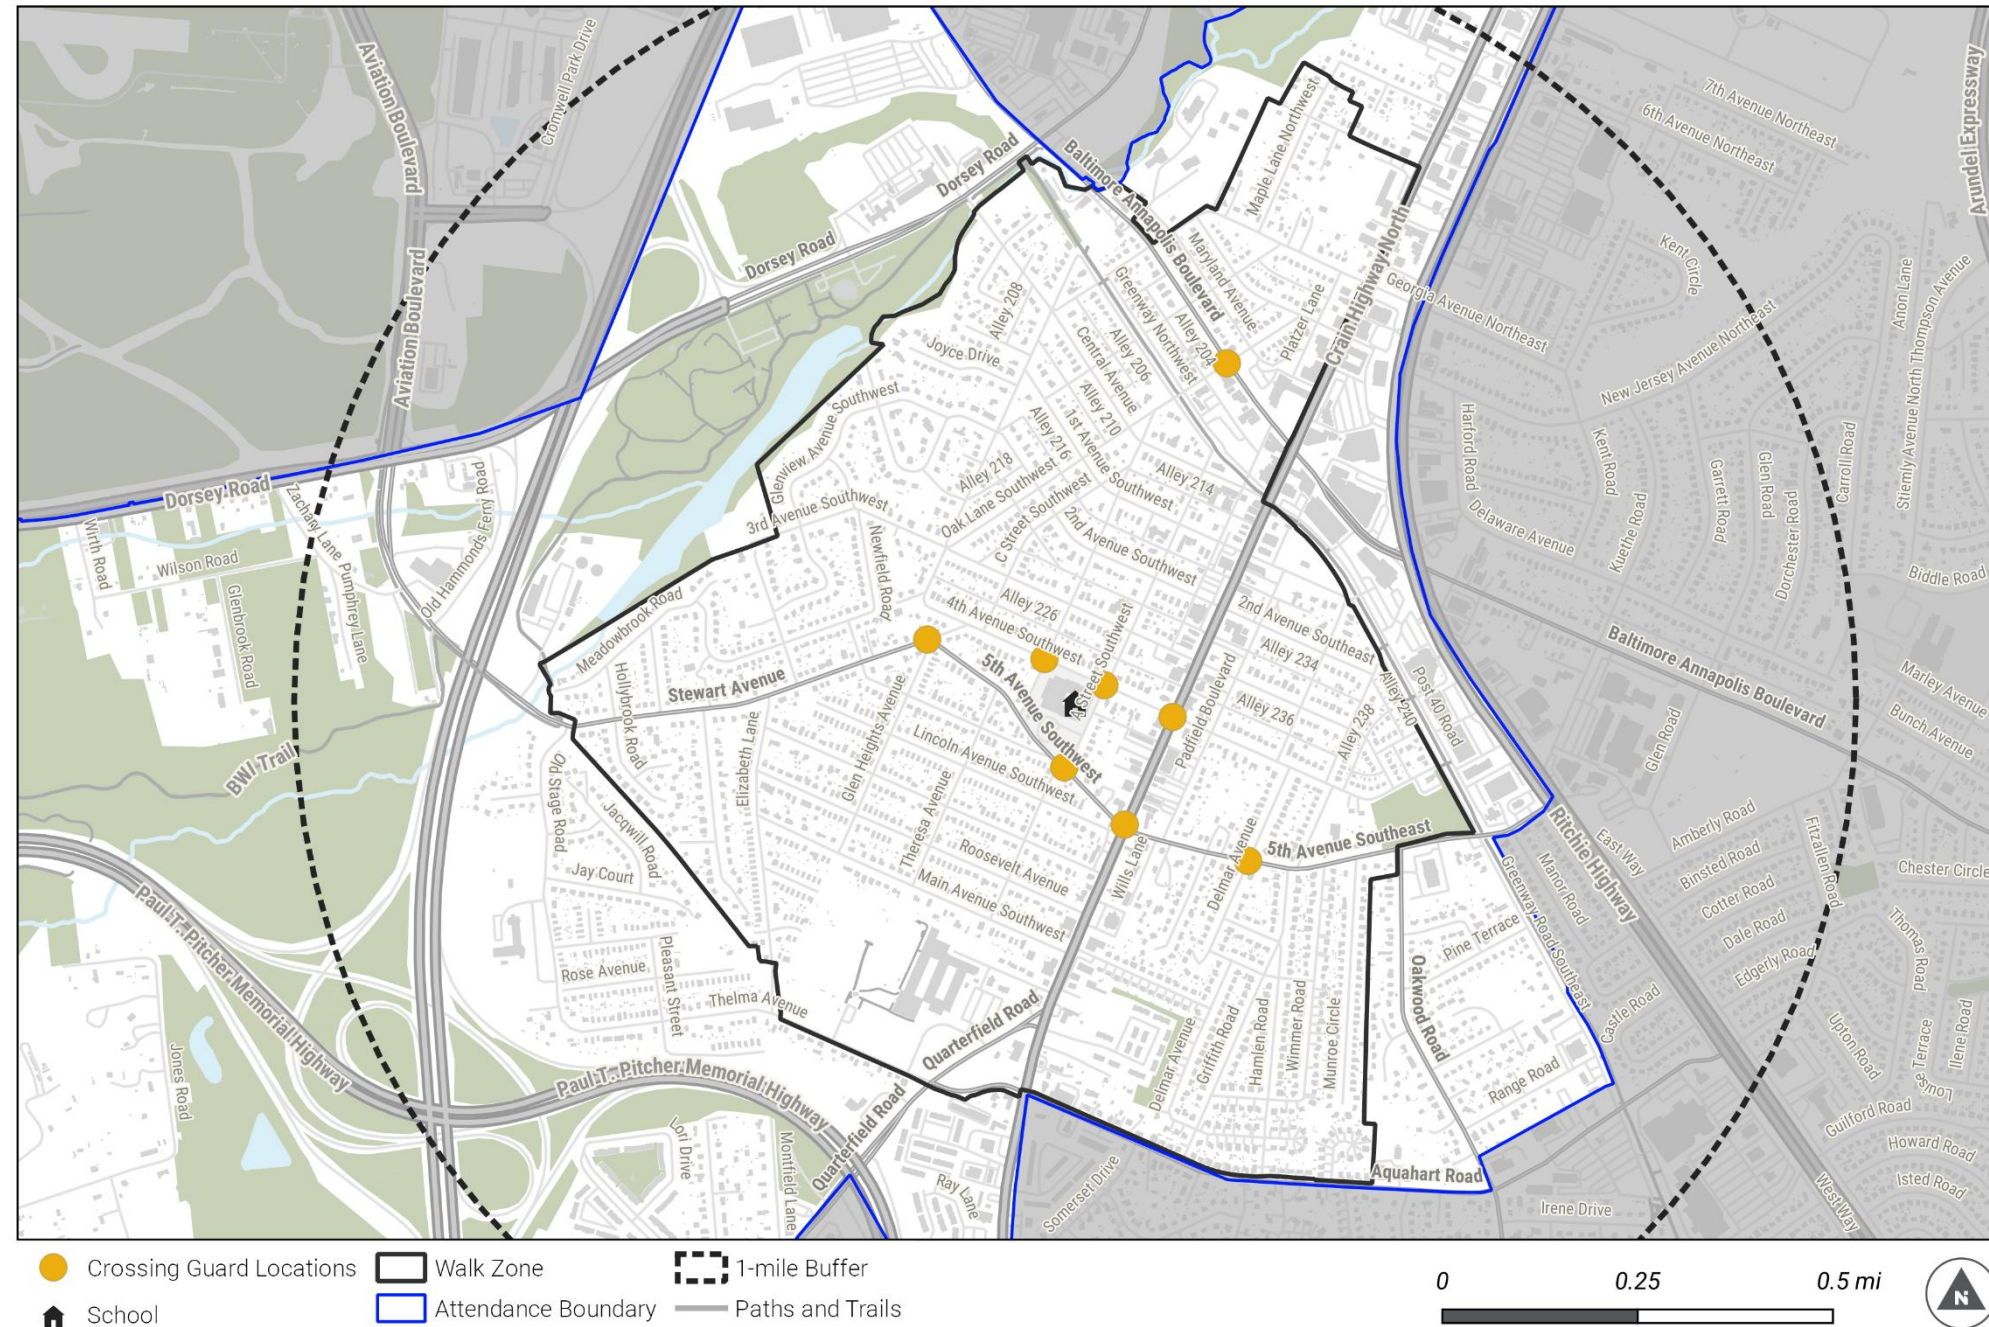 Aviation Boulevard
Cromwell Park Drive
7th Avenue Northeast
6th Avenue Northeast
Arundel Expressway
Dorsey Road
Baltimore Annapolis Boulevard
Maple Lane Northwest
Crain Highway North
Kent Circle
Dorsey Road
Maryland Avenue
Aviation Boulevard
Alley 208
Greenway Northwest
Platzer Lane
Georgia Avenue Northeast
Anon Lane
Stiemly Avenue North
Thompson Avenue
Joyce Drive
Central Avenue
Alley 206
Alley 204
New Jersey Avenue Northeast
Glenview Avenue Southwest
Alley 210
Alley 216
1st Avenue Southwest
Harford Road
Kent Road
Garrett Road
Glen Road
Carroll Road
Dorsey Road
Zachary Lane
Old Hammonds Ferry Road
Alley 218
Alley 214
3rd Avenue Southwest
Oak Lane Southwest
Delaware Avenue
Kuethe Road
Dorchester Road
Wirth Road
Wilson Road
Newfield Road
C Street Southwest
2nd Avenue Southwest
Biddle Road
Pumphrey Lane
Glenbrook Road
Meadowbrook Road
Alley 226
4th Avenue Southwest
A Street Southwest
2nd Avenue Southeast
Alley 234
Baltimore Annapolis Boulevard
Marley Avenue
Bunch Avenue
Hollybrook Road
Stewart Avenue
5th Avenue Southwest
Padfield Boulevard
Alley 236
Alley 238
Alley 240
Post 40 Road
Glen Road
BWI Trail
Elizabeth Lane
Glen Heights Avenue
Lincoln Avenue Southwest
Old Stage Road
Jacqwill Road
Theresa Avenue
5th Avenue Southeast
Ritchie Highway
East Way
Amberly Road
Fitzallen Road
Jay Court
Roosevelt Avenue
Wills Lane
Delmar Avenue
Manor Road
Binsted Road
Chester Circle
Main Avenue Southwest
Cotter Road
Paul T. Pitcher Memorial Highway
Pine Terrace
Greenway Road Southeast
Dale Road
Thomas Road
Rose Avenue
Pleasant Street
Thelma Avenue
Edgerly Road
Oakwood Road
Castle Road
Quarterfield Road
Griffith Road
Hamlen Road
Wimmer Road
Munroe Circle
Upton Road
Louise Terrace
Ilene Road
Jones Road
Paul T. Pitcher Memorial Highway
Delmar Avenue
Range Road
Guilford Road
Lori Drive
Montfield Lane
Quarterfield Road
Howard Road
Aquahart Road
Ray Lane
Somerset Drive
Irene Drive
West Way
Isted Road
Crossing Guard Locations
Walk Zone
1-mile Buffer
0 0.25 0.5 mi
School
Attendance Boundary
Paths and Trails
N